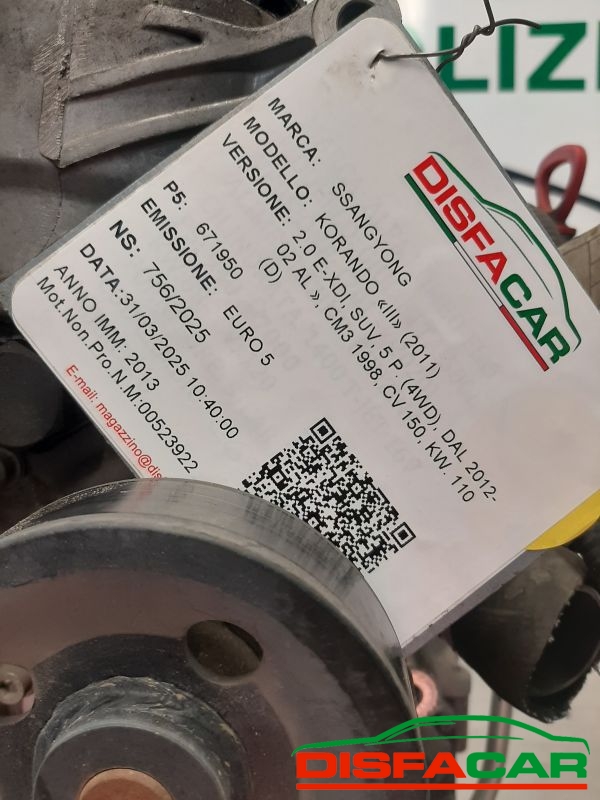 LIZI
DISFACAR
MARCA: SSANGYONG
MODELLO: KORANDO «III» (2011)
VERSIONE: 2.0 E-XDI, SUV, 5 P. (4WD), DAL 2012-
02 AL », CM3 1998, CV 150, KW. 110
(D)
P5: 671950
EMISSIONE: EURO 5
NS: 756/2025
DATA:31/03/2025 10:40:00
ANNO IMM: 2013
Mot.Non.Pro.N.M:00523922
E-mail: magazzino@dis
DISFACAR